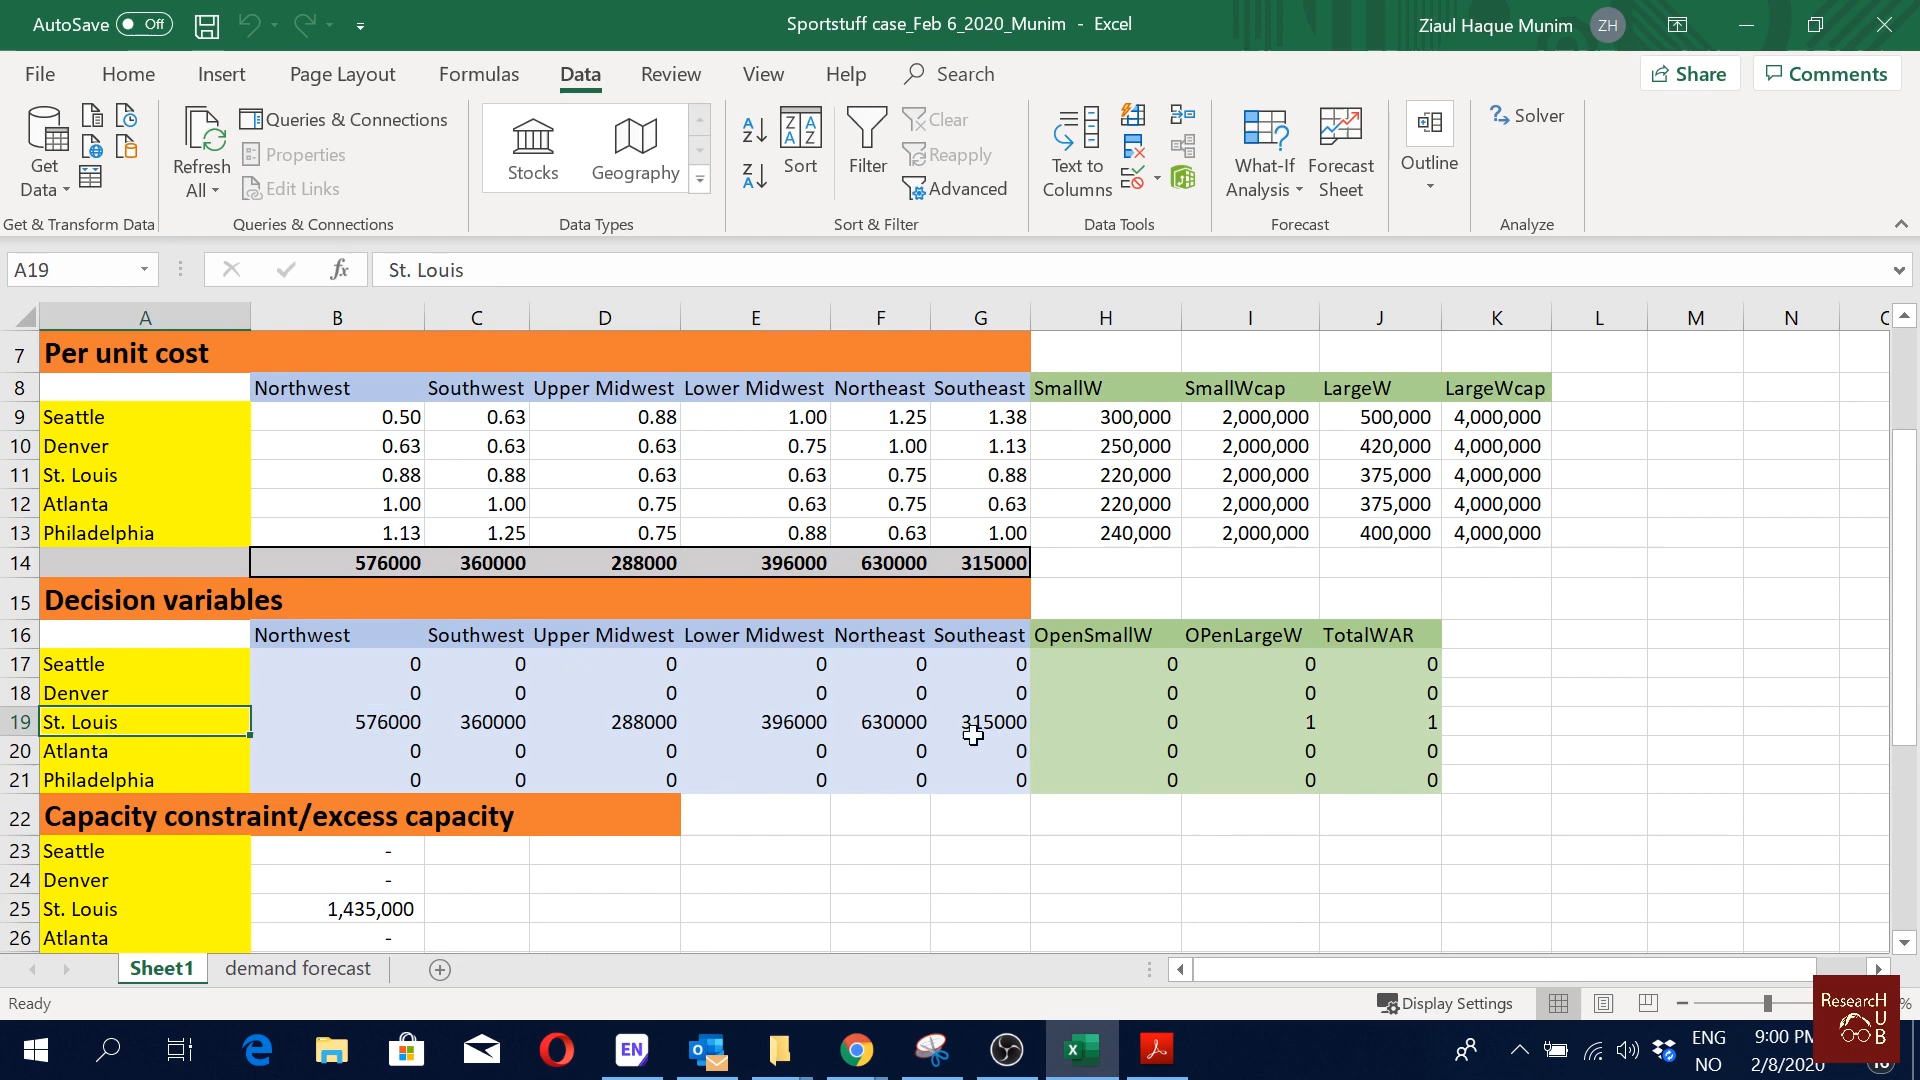 AutoSave Off Sportstuff case_Feb 6_2020_Munim - Excel Ziaul Haque Munim ZH
File Home Insert Page Layout Formulas Data Review View Help Search Share Comments
Get Data Refresh All Queries & Connections Properties Edit Links Stocks Geography Sort Filter Clear Reapply Advanced Text to Columns What-If Analysis Forecast Sheet Outline Solver
Get & Transform Data Queries & Connections Data Types Sort & Filter Data Tools Forecast Analyze
A19 fx St. Louis
A B C D E F G H I J K L M N
7 Per unit cost
8 Northwest Southwest Upper Midwest Lower Midwest Northeast Southeast SmallW SmallWcap LargeW LargeWcap
9 Seattle 0.50 0.63 0.88 1.00 1.25 1.38 300,000 2,000,000 500,000 4,000,000
10 Denver 0.63 0.63 0.63 0.75 1.00 1.13 250,000 2,000,000 420,000 4,000,000
11 St. Louis 0.88 0.88 0.63 0.63 0.75 0.88 220,000 2,000,000 375,000 4,000,000
12 Atlanta 1.00 1.00 0.75 0.63 0.75 0.63 220,000 2,000,000 375,000 4,000,000
13 Philadelphia 1.13 1.25 0.75 0.88 0.63 1.00 240,000 2,000,000 400,000 4,000,000
14 576000 360000 288000 396000 630000 315000
15 Decision variables
16 Northwest Southwest Upper Midwest Lower Midwest Northeast Southeast OpenSmallW OPenLargeW TotalWAR
17 Seattle 0 0 0 0 0 0 0 0 0
18 Denver 0 0 0 0 0 0 0 0 0
19 St. Louis 576000 360000 288000 396000 630000 315000 0 1 1
20 Atlanta 0 0 0 0 0 0 0 0 0
21 Philadelphia 0 0 0 0 0 0 0 0 0
22 Capacity constraint/excess capacity
23 Seattle -
24 Denver -
25 St. Louis 1,435,000
26 Atlanta -
Sheet1 demand forecast
Ready Display Settings %
ResearcH
U
B
EN ENG 9:00 PM
NO 2/8/2020